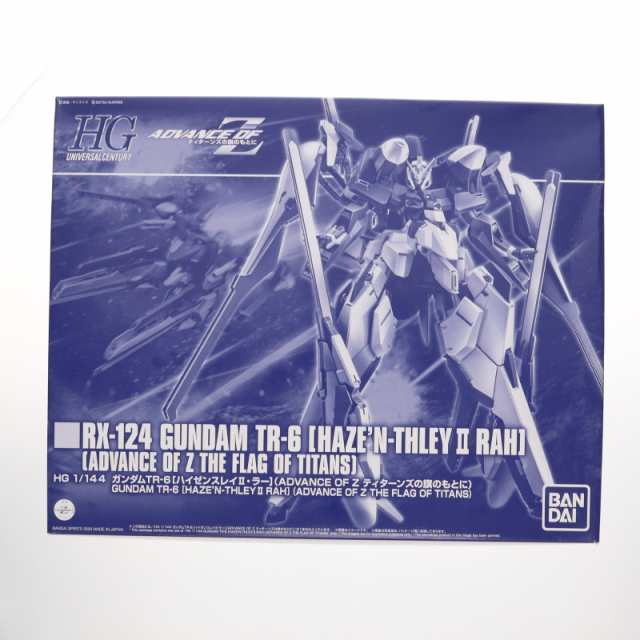 HG
UNIVERSAL CENTURY
ADVANCE OF Z
ティターンズの旗のもとに
RX-124 GUNDAM TR-6 [HAZE'N-THLEY II RAH]
(ADVANCE OF Z THE FLAG OF TITANS)
HG 1/144 ガンダムTR-6[ハイゼンスレイⅡ・ラー](ADVANCE OF Z ティターンズの旗のもとに)
GUNDAM TR-6 [HAZE'N-THLEY II RAH] (ADVANCE OF Z THE FLAG OF TITANS)
BAN
DAI